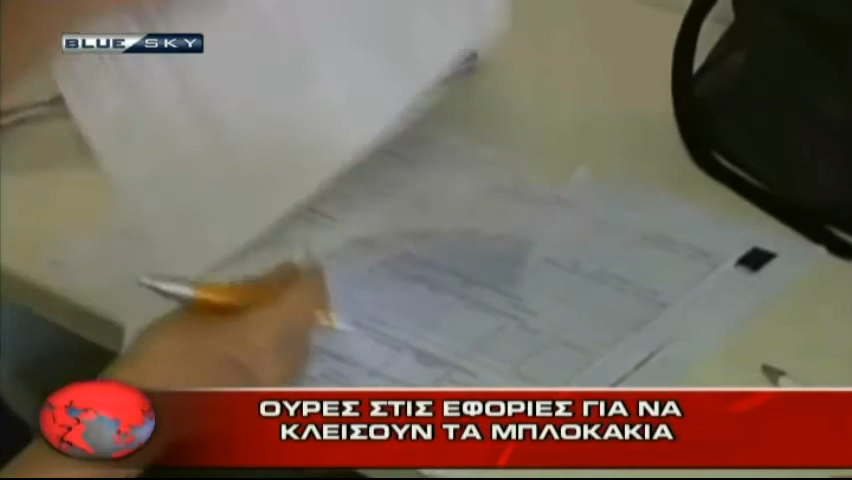 BLUE SKY
ΟΥΡΕΣ ΣΤΙΣ ΕΦΟΡΙΕΣ ΓΙΑ ΝΑ
ΚΛΕΙΣΟΥΝ ΤΑ ΜΠΛΟΚΑΚΙΑ